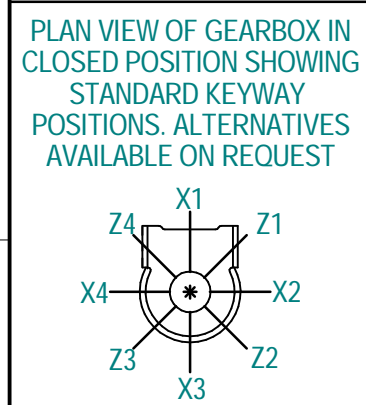 PLAN VIEW OF GEARBOX IN
CLOSED POSITION SHOWING
STANDARD KEYWAY
POSITIONS. ALTERNATIVES
AVAILABLE ON REQUEST
X1
Z4 Z1
X4 X2
Z3 Z2
X3